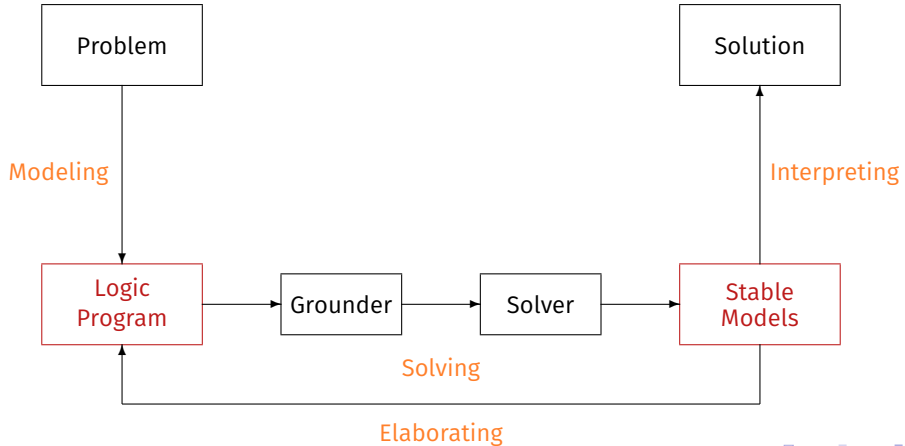 Problem
Solution
Modeling
Interpreting
Logic
Program
Grounder
Solver
Stable
Models
Solving
Elaborating